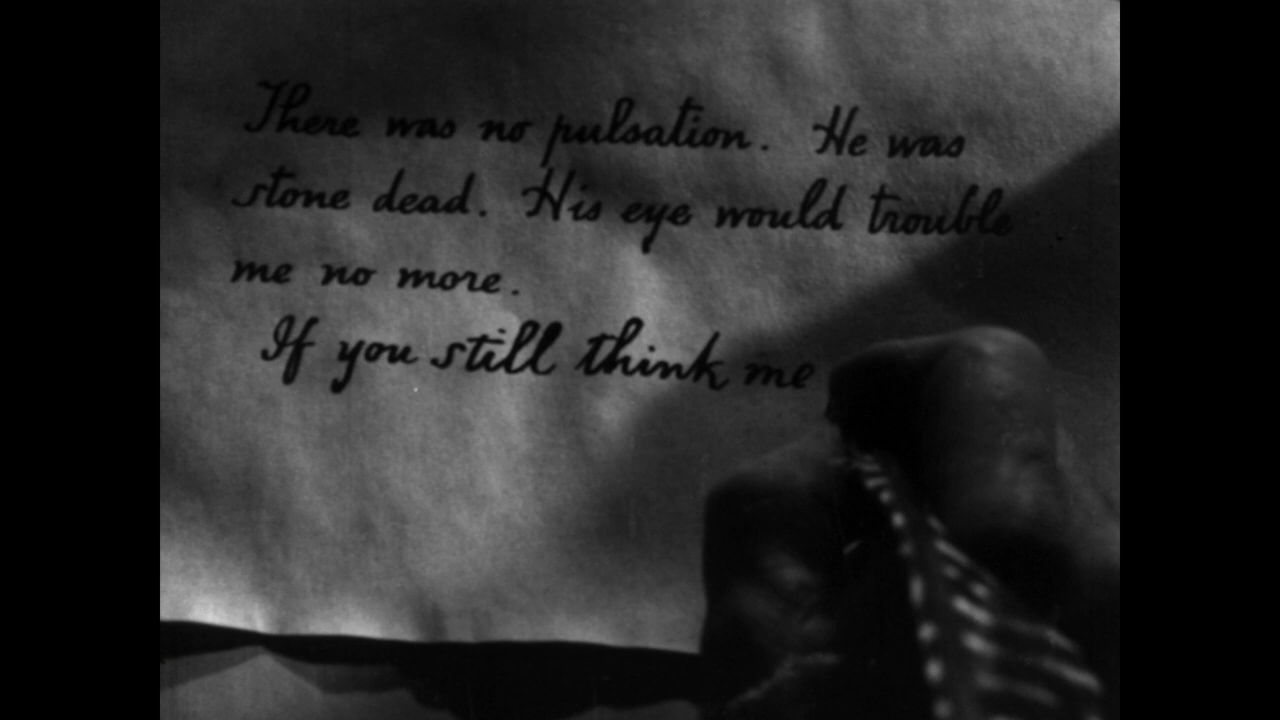 There was no pulsation. He was
stone dead. His eye would trouble
me no more.
If you still think me